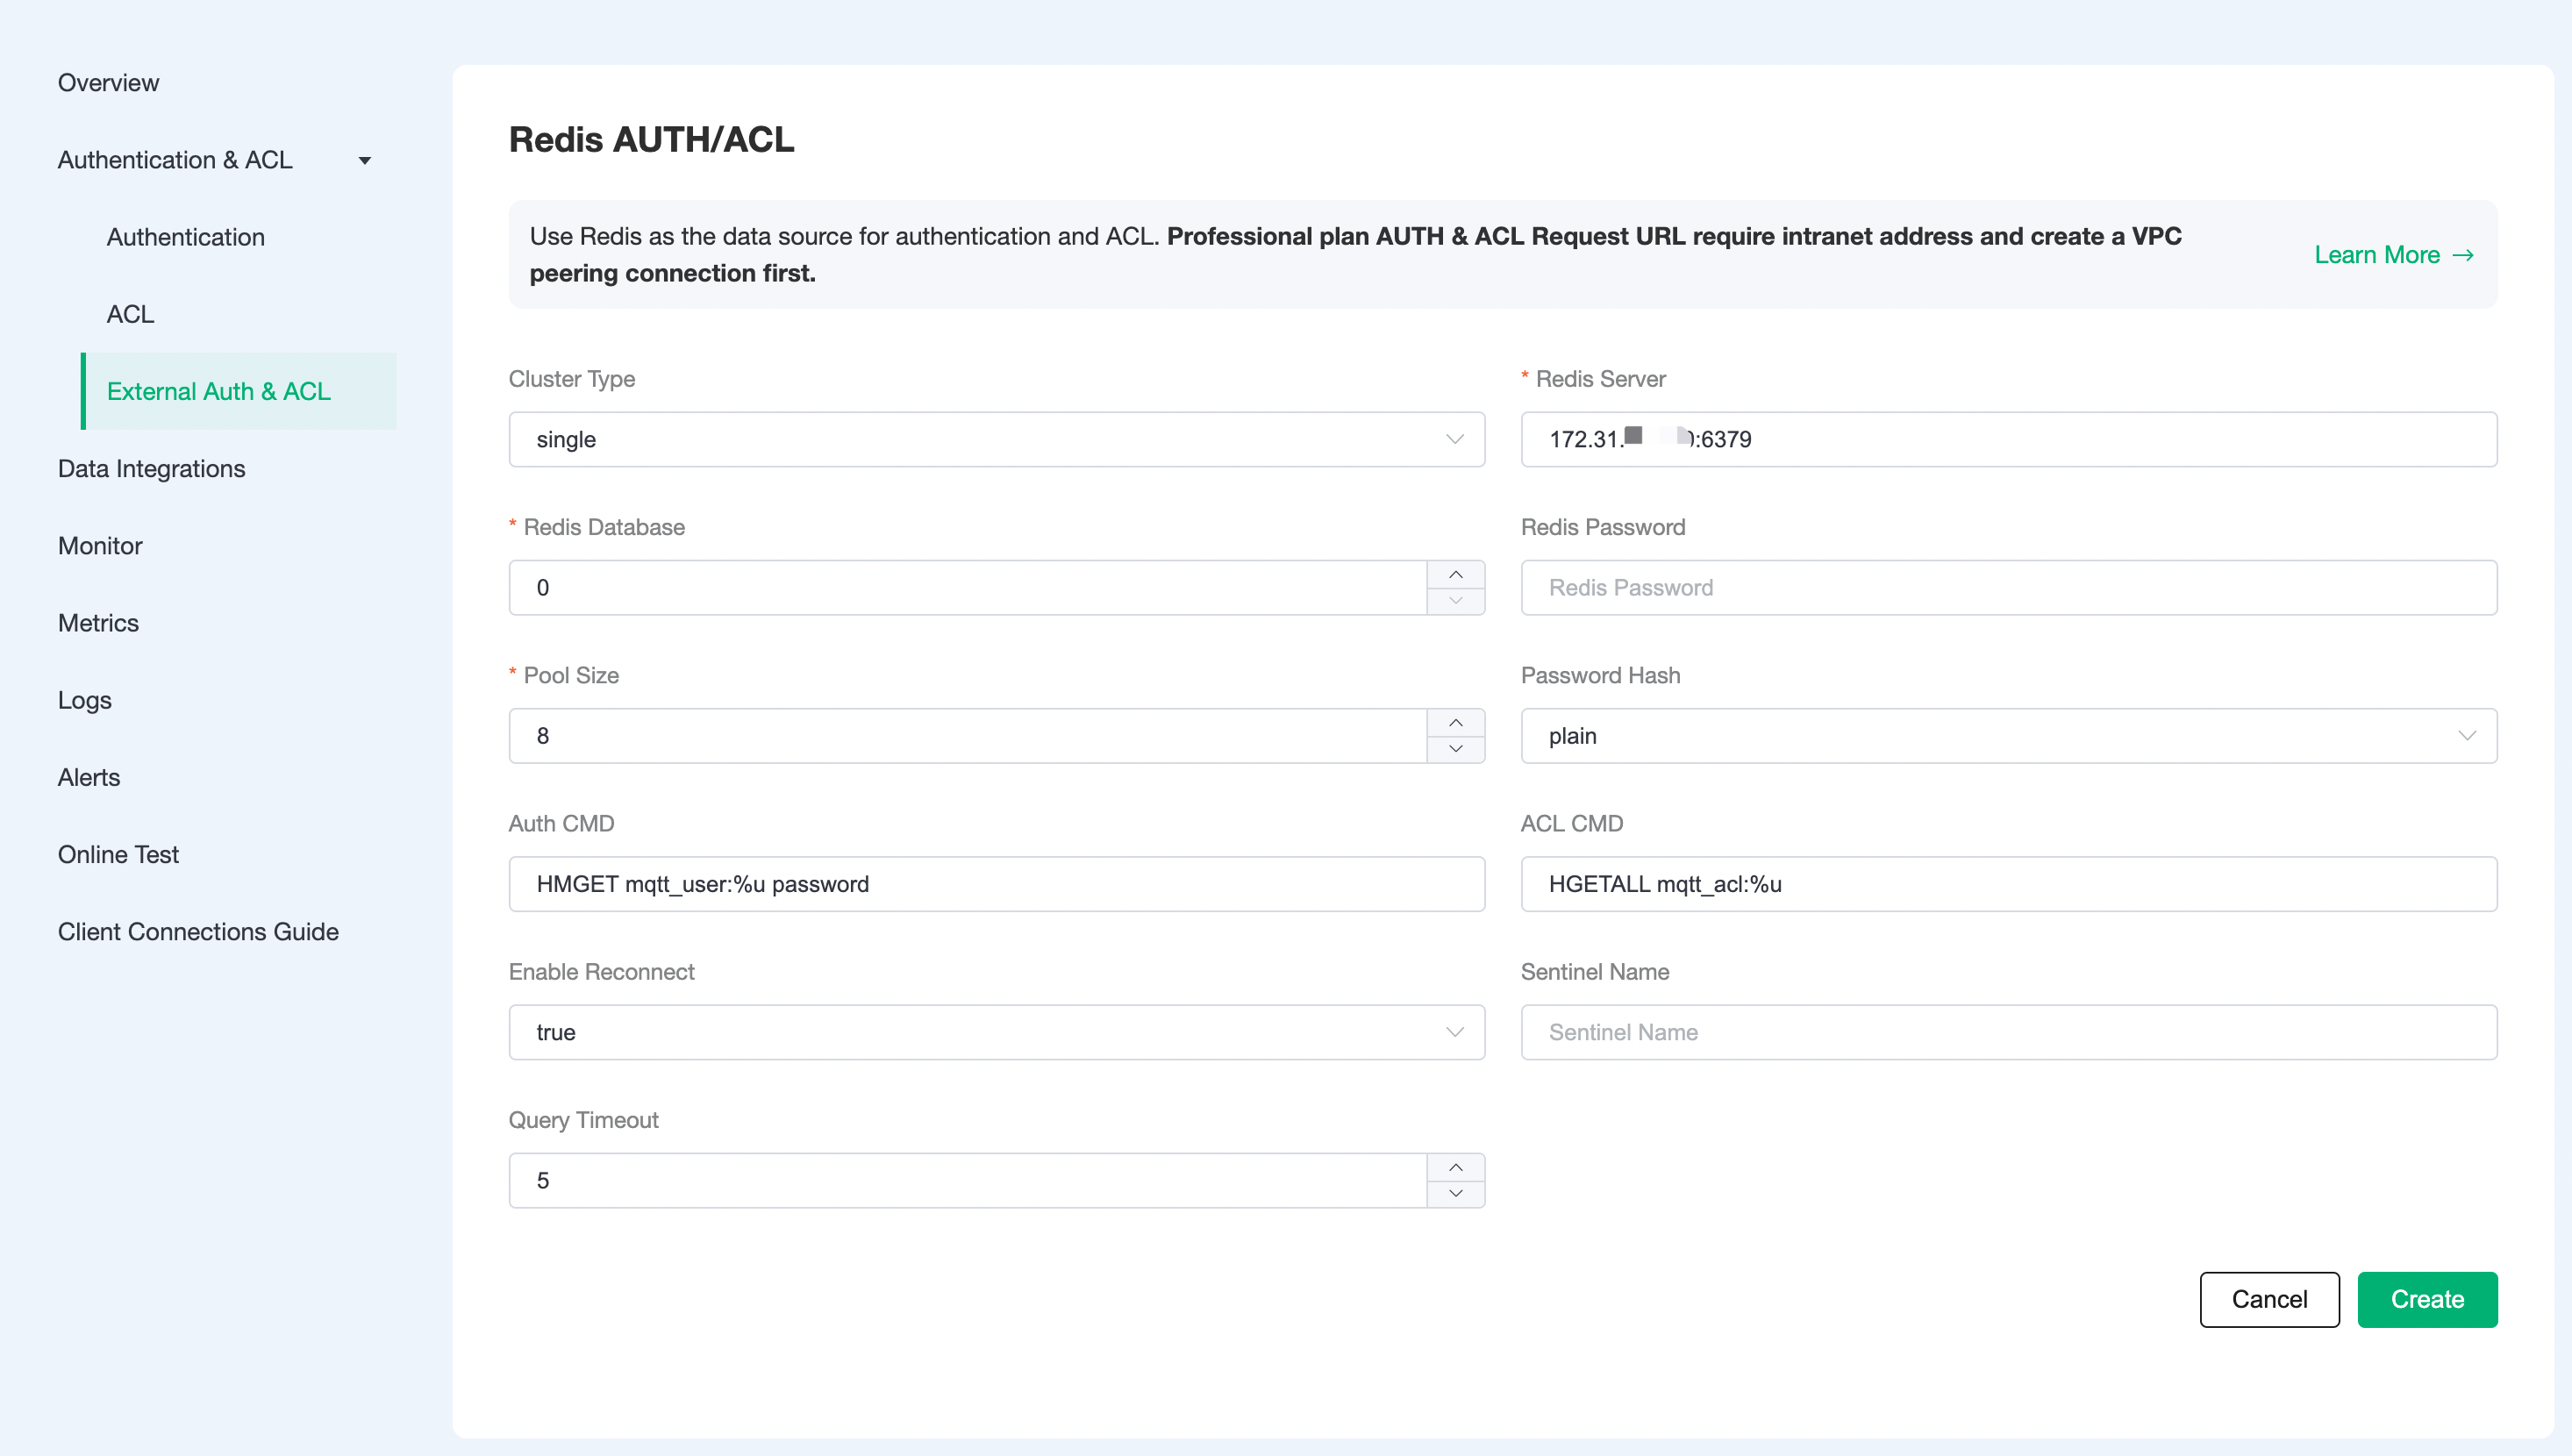 Overview
Authentication & ACL
Authentication
ACL
External Auth & ACL
Data Integrations
Monitor
Metrics
Logs
Alerts
Online Test
Client Connections Guide
Redis AUTH/ACL
Use Redis as the data source for authentication and ACL. Professional plan AUTH & ACL Request URL require intranet address and create a VPC
peering connection first.
Learn More →
Cluster Type
single
* Redis Server
172.31. :6379
* Redis Database
0
Redis Password
Redis Password
* Pool Size
8
Password Hash
plain
Auth CMD
HMGET mqtt_user:%u password
ACL CMD
HGETALL mqtt_acl:%u
Enable Reconnect
true
Sentinel Name
Sentinel Name
Query Timeout
5
Cancel
Create